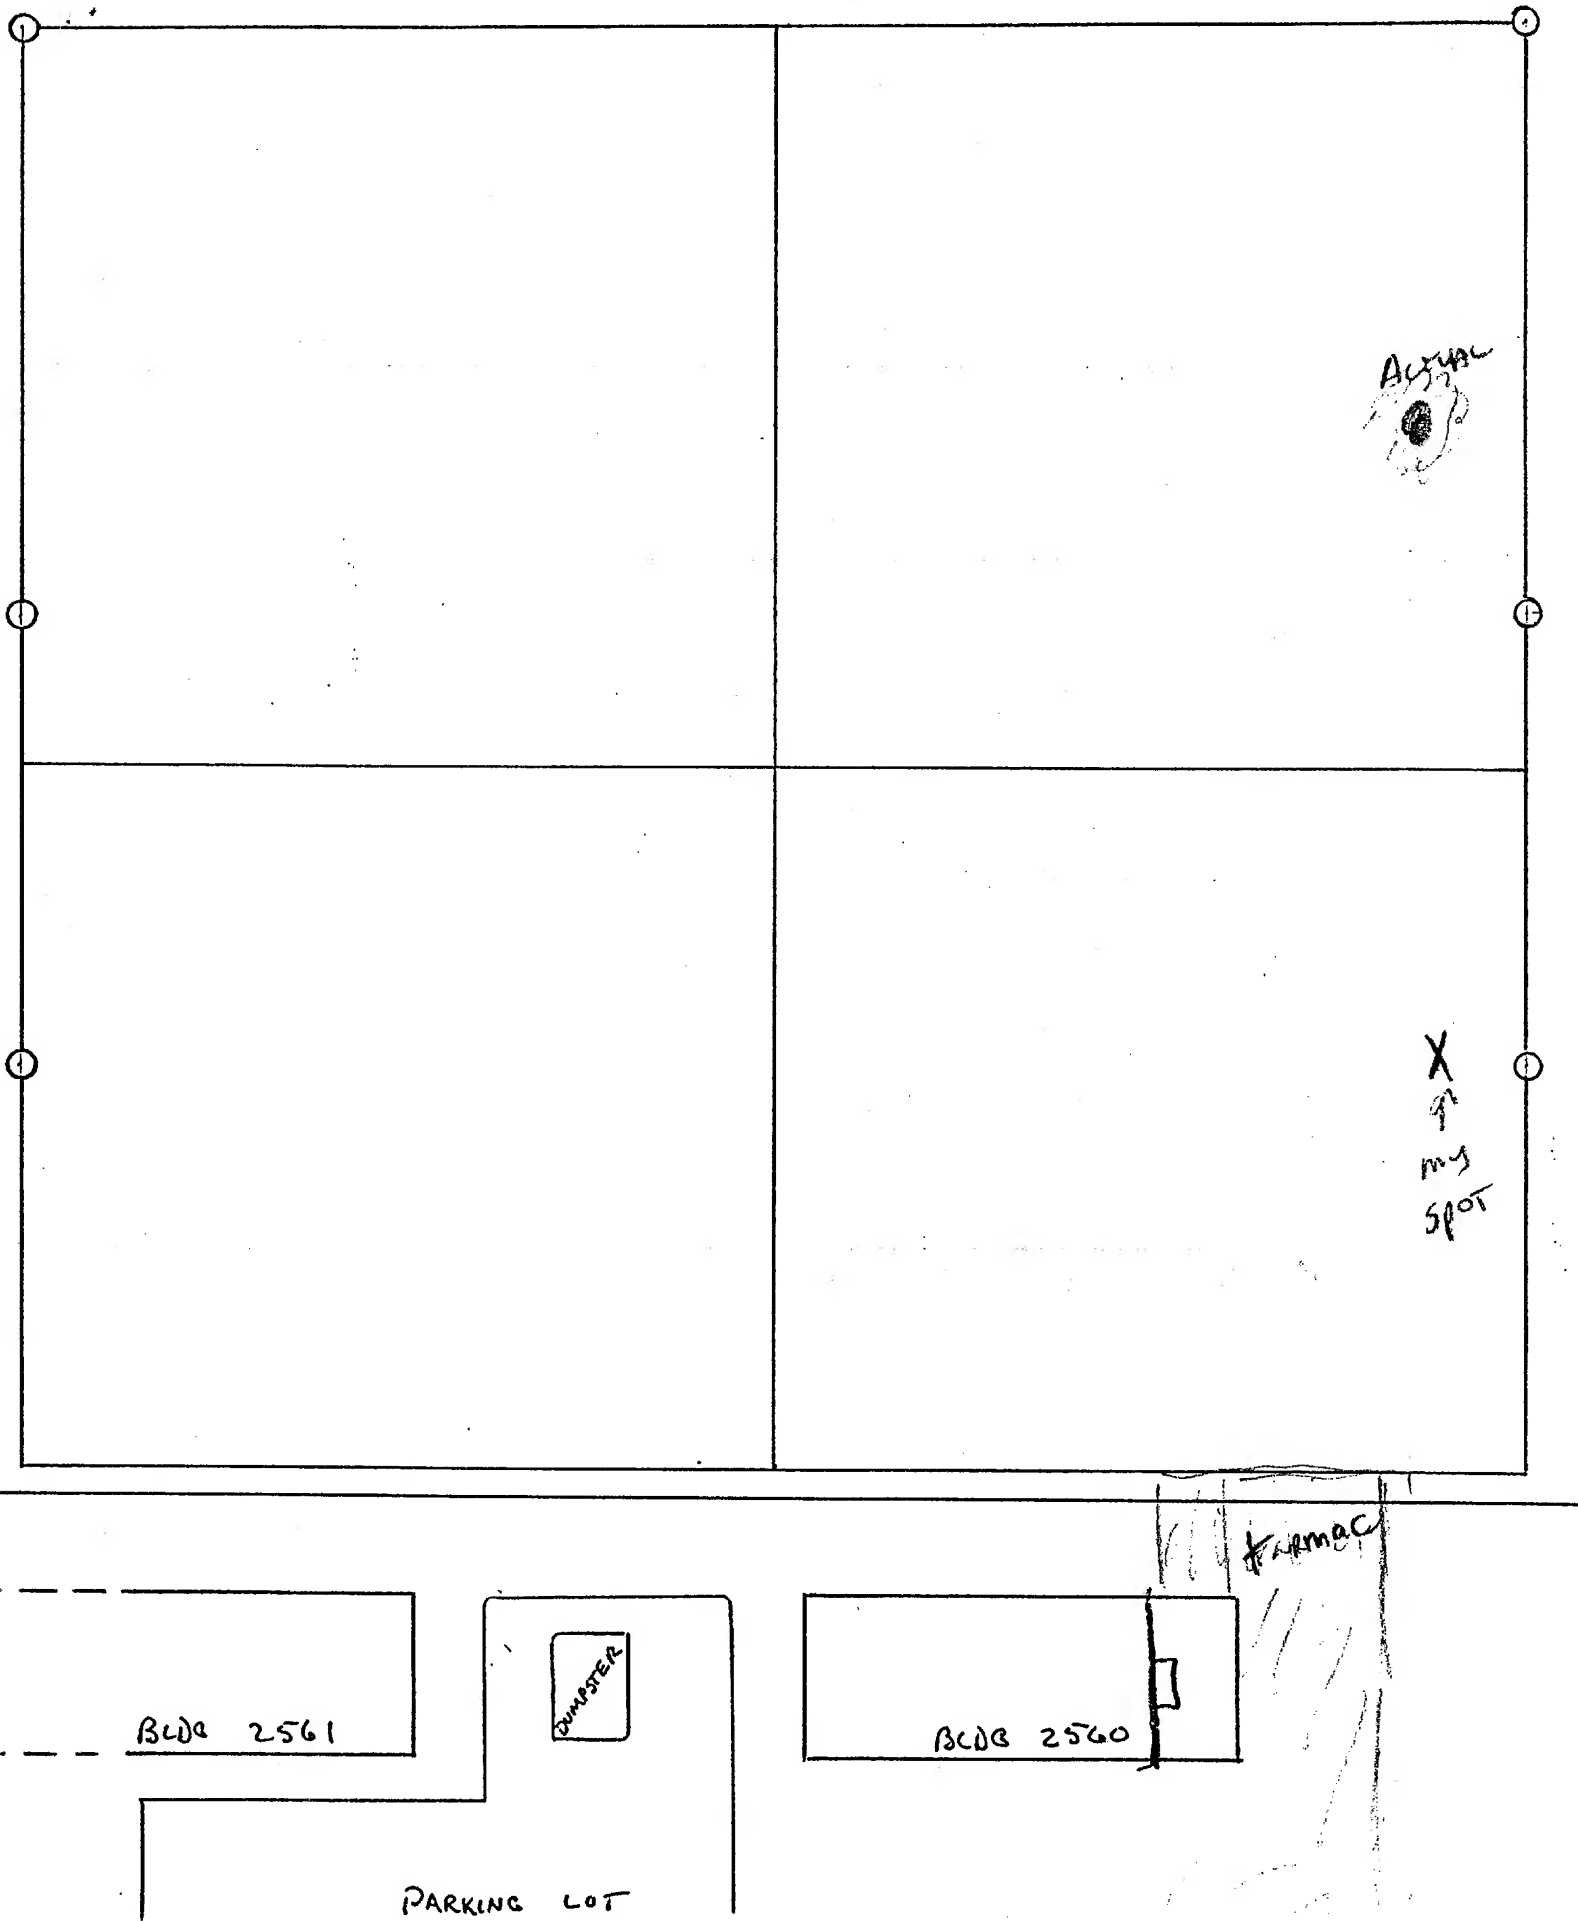 Actual
X
my
spot
tarmac
DUMPSTER
BLDG 2561
BLDG 2560
PARKING LOT